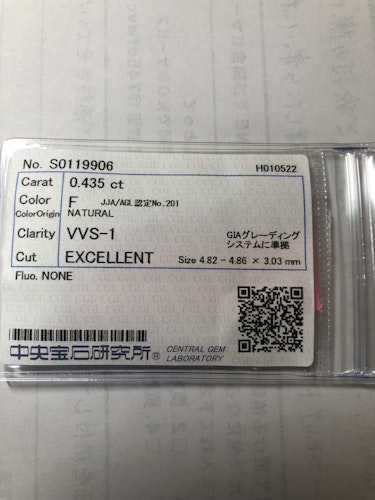 No. S0119906 H010522
Carat 0.435 ct
Color F JJA/AGL認定No.201
ColorOrigin NATURAL
Clarity VVS-1 GIAグレーディング
システムに準拠
Cut EXCELLENT Size 4.82 – 4.86 × 3.03 mm
Fluo. NONE
中央宝石研究所® CENTRAL GEM
LABORATORY